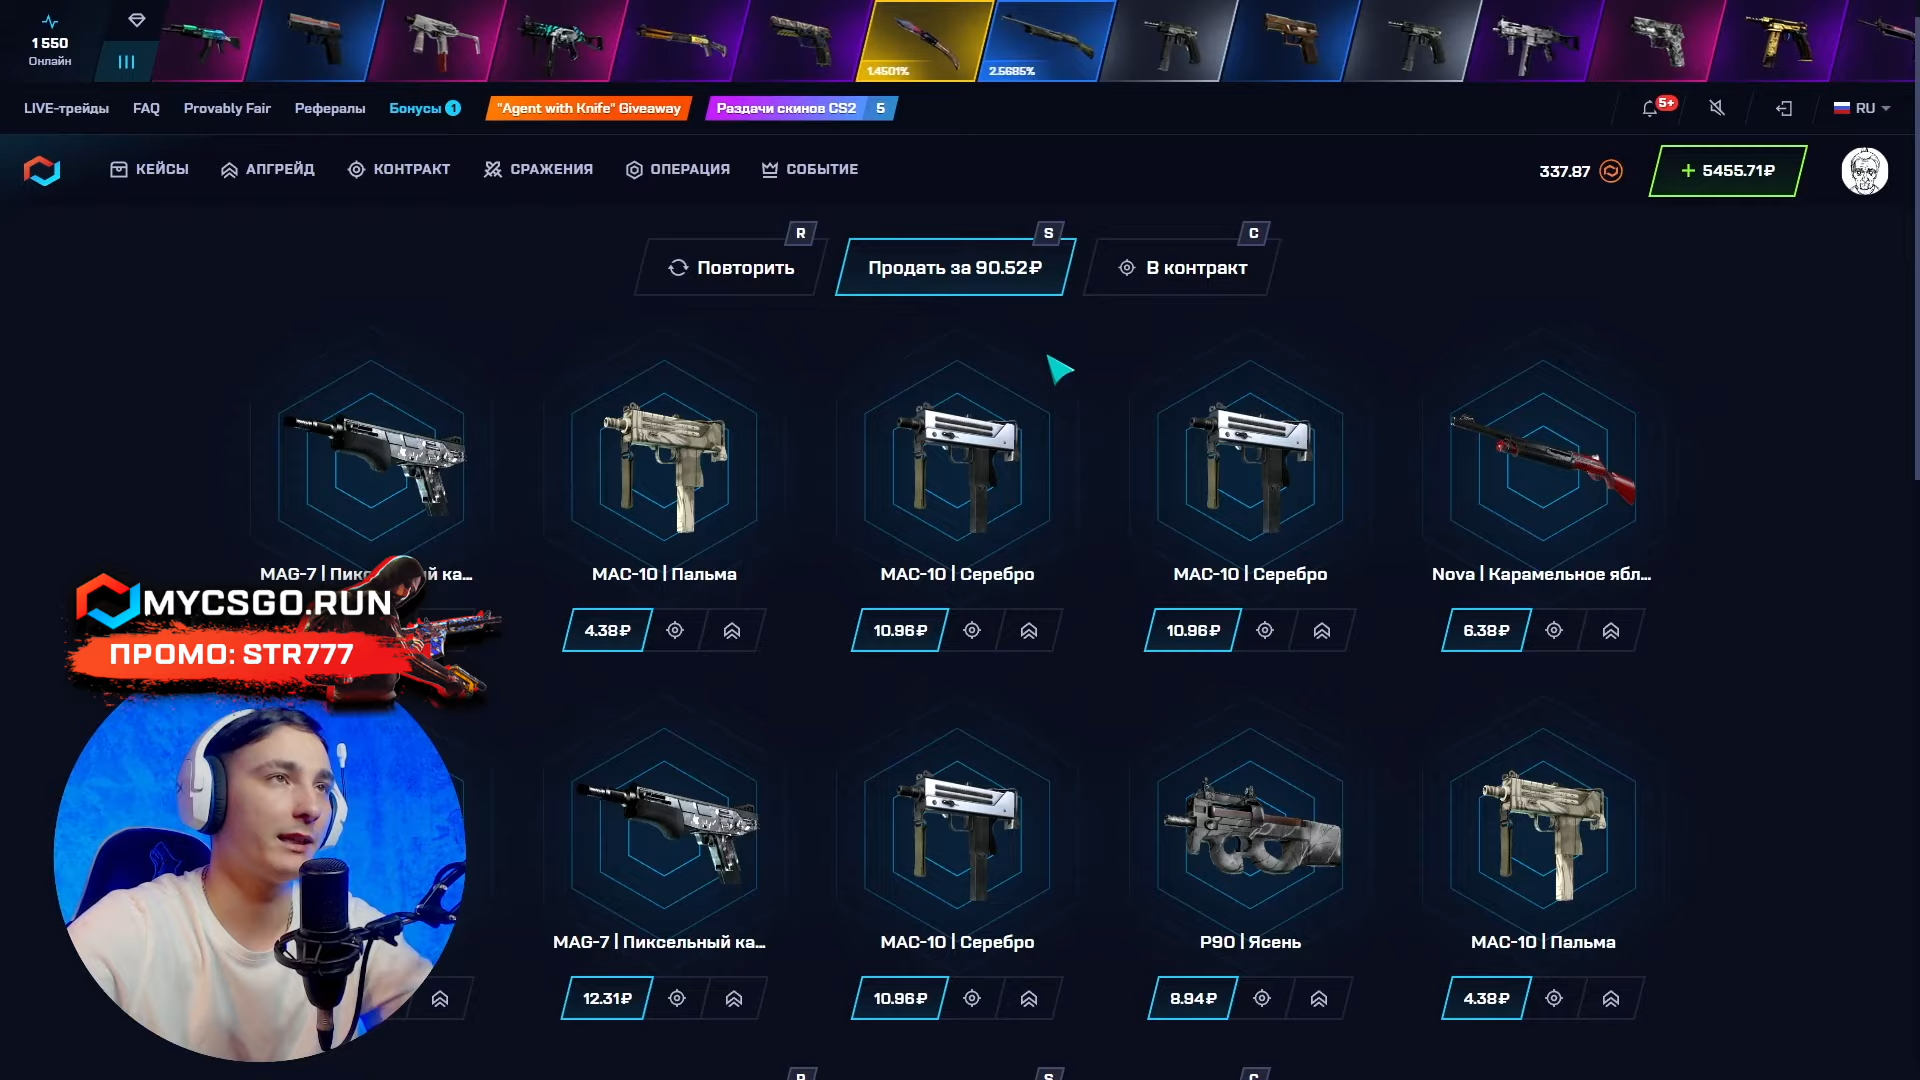 1 550
Онлайн
1.4501%
2.5685%
LIVE-трейды
FAQ
Provably Fair
Рефералы
Бонусы 1
"Agent with Knife" Giveaway
Раздачи скинов CS2 5
5+
RU
КЕЙСЫ
АПГРЕЙД
КОНТРАКТ
СРАЖЕНИЯ
ОПЕРАЦИЯ
СОБЫТИЕ
337.87
+ 5455.71₽
R
S
C
Повторить
Продать за 90.52₽
В контракт
MAG-7 | Пик
й ка...
MAC-10 | Пальма
MAC-10 | Серебро
MAC-10 | Серебро
Nova | Карамельное ябл...
MYCSGO.RUN
ПРОМО: STR777
4.38₽
10.96₽
10.96₽
6.38₽
MAG-7 | Пиксельный ка...
MAC-10 | Серебро
P90 | Ясень
MAC-10 | Пальма
12.31₽
10.96₽
8.94₽
4.38₽
R
S
C